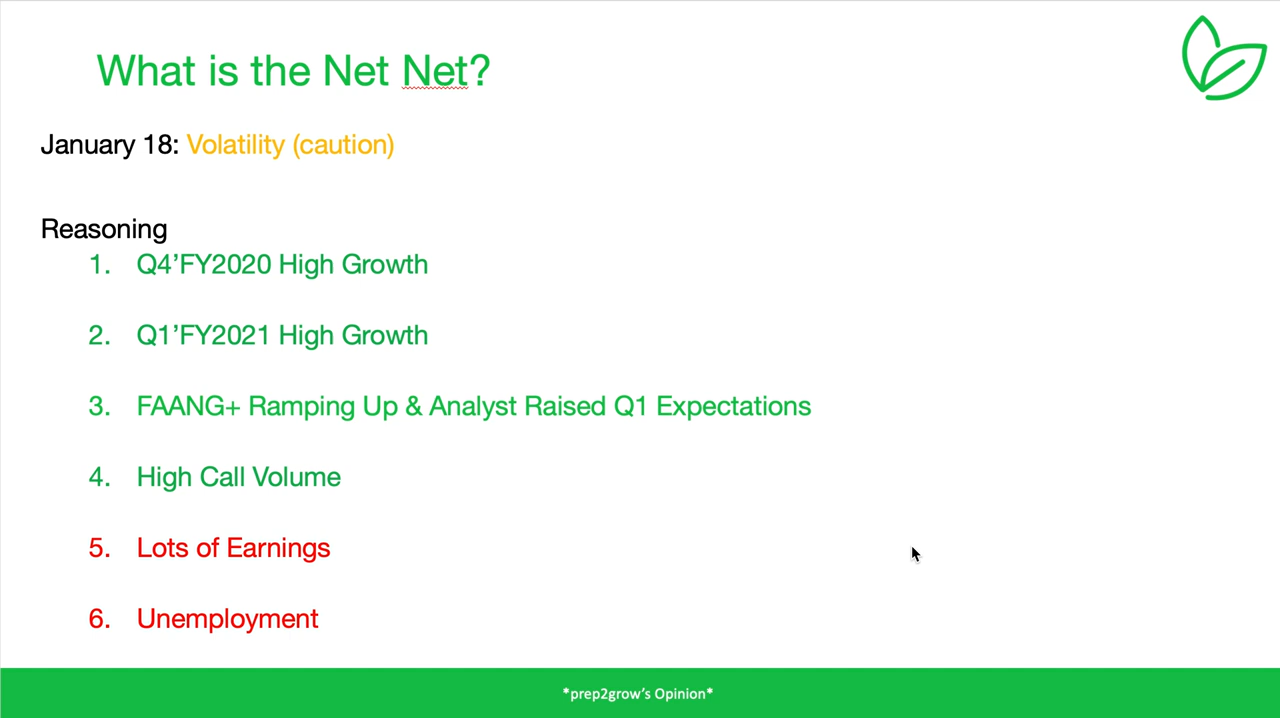 What is the Net Net?
January 18: Volatility (caution)
Reasoning
1. Q4’FY2020 High Growth
2. Q1’FY2021 High Growth
3. FAANG+ Ramping Up & Analyst Raised Q1 Expectations
4. High Call Volume
5. Lots of Earnings
6. Unemployment
*prep2grow’s Opinion*